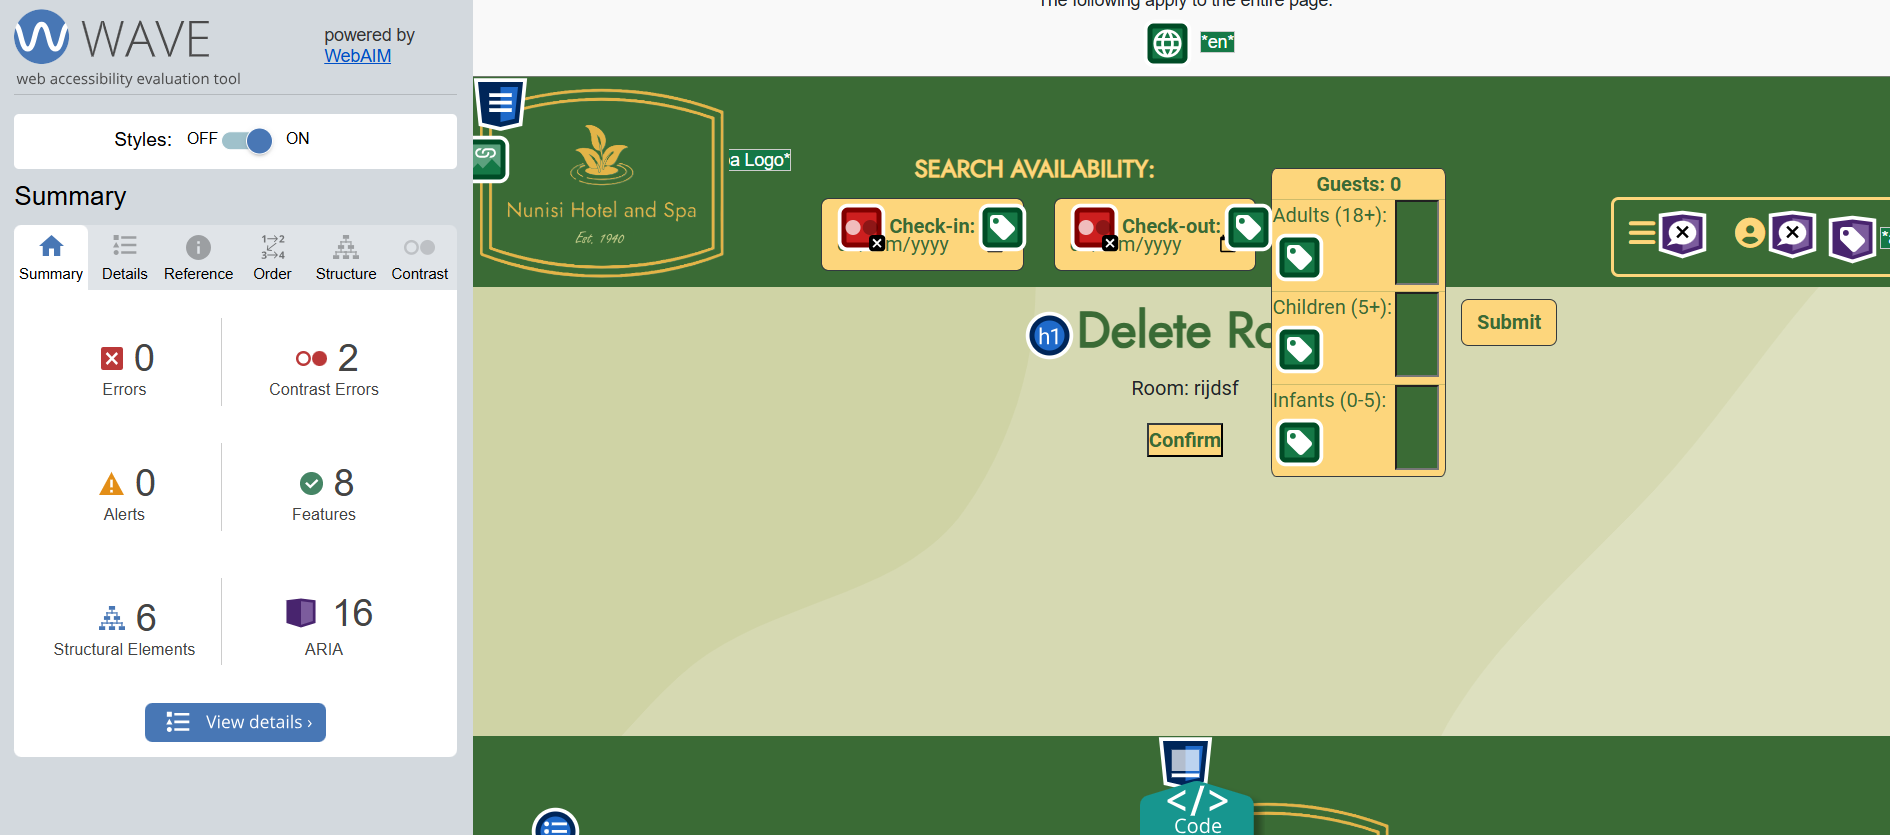 WAVE
powered by
WebAIM
web accessibility evaluation tool
Styles: OFF ON
Summary
Summary
Details
Reference
Order
Structure
Contrast
0
Errors
2
Contrast Errors
0
Alerts
8
Features
6
Structural Elements
16
ARIA
View details ›
The following apply to the entire page:
*en*
Nunisi Hotel and Spa
Est. 1940
a Logo*
SEARCH AVAILABILITY:
Check-in:
m/yyyy
Check-out:
m/yyyy
Guests: 0
Adults (18+):
Children (5+):
Infants (0-5):
Submit
h1 Delete Ro
Room: rijdsf
Confirm
</>
Code